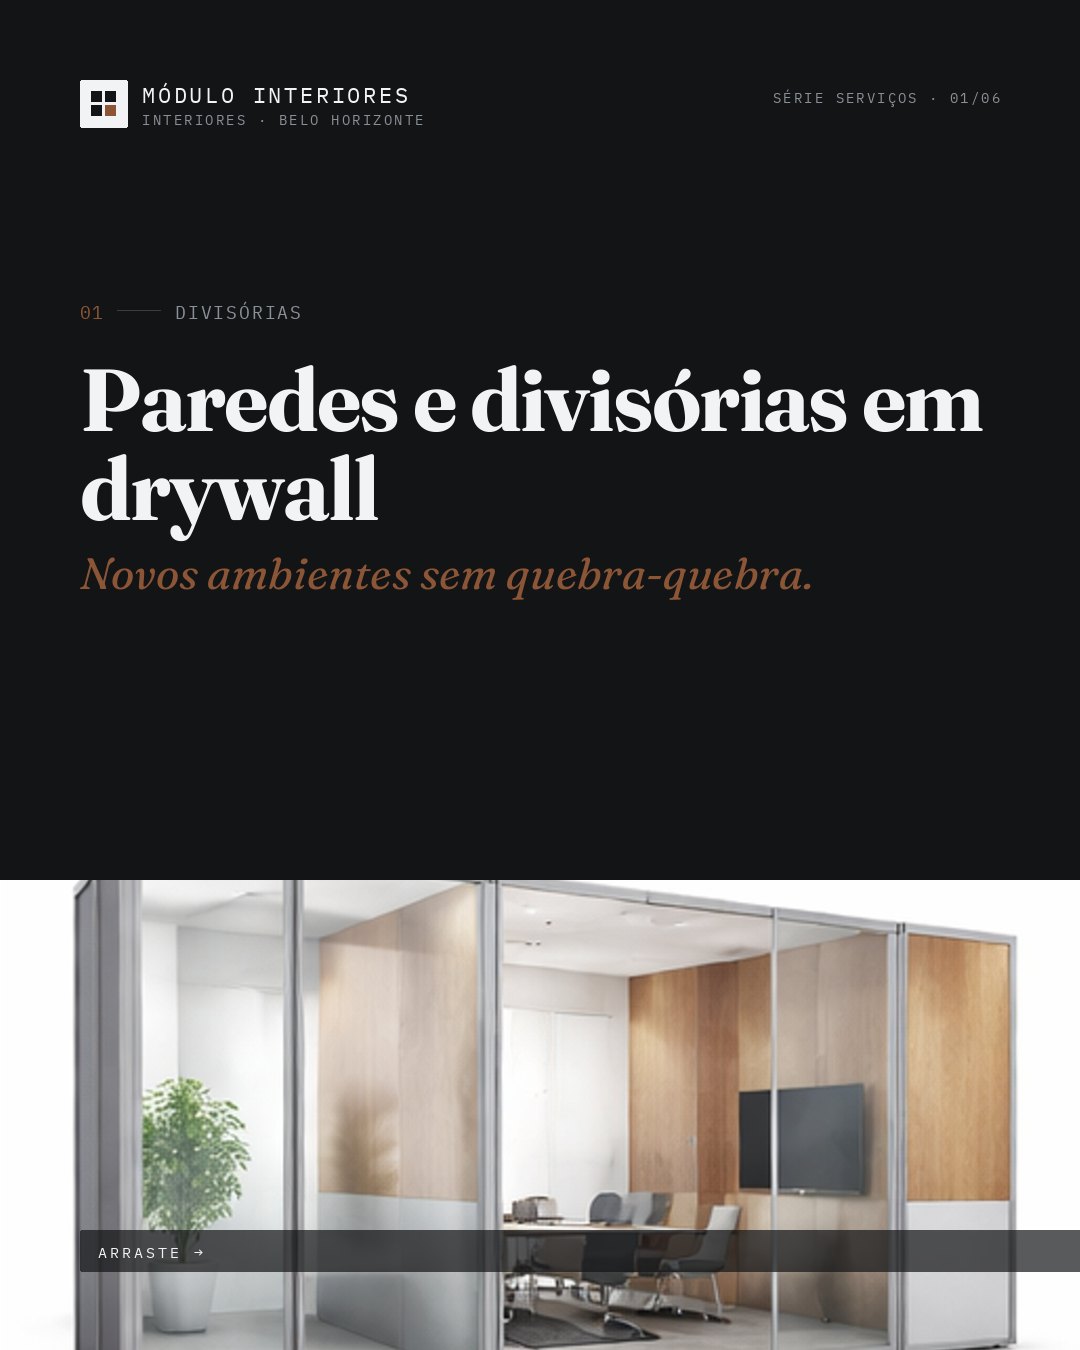 MÓDULO INTERIORES
INTERIORES · BELO HORIZONTE
SÉRIE SERVIÇOS · 01/06
01 DIVISÓRIAS
Paredes e divisórias em
drywall
Novos ambientes sem quebra-quebra.
ARRASTE →